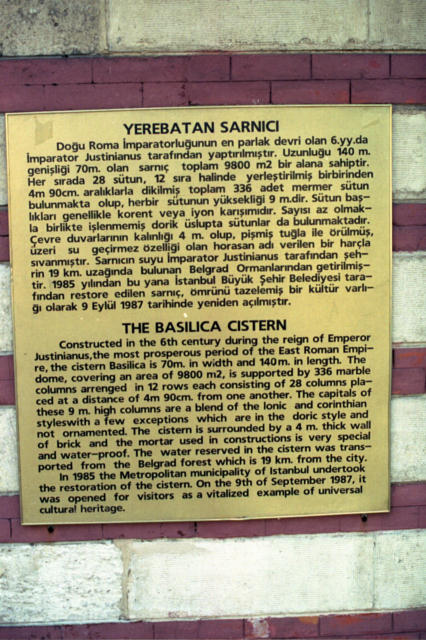 YEREBATAN SARNICI
Doğu Roma İmparatorluğunun en parlak devri olan 6.yy.da
İmparator Justinianus tarafından yaptırılmıştır. Uzunluğu 140 m.
genişliği 70m. olan sarnıç toplam 9800 m2 bir alana sahiptir.
Her sırada 28 sütun, 12 sıra halinde yerleştirilmiş birbirinden
4m 90cm. aralıklarla dikilmiş toplam 336 adet mermer sütun
bulunmakta olup, herbir sütunun yüksekliği 9 m.dir. Sütun baş-
lıkları genellikle korent veya iyon karışımıdır. Sayısı az olmak-
la birlikte işlenmemiş dorik üslupta sütunlar da bulunmaktadır.
Çevre duvarlarının kalınlığı 4 m. olup, pişmiş tuğla ile örülmüş,
üzeri su geçirmez özelliği olan horasan adı verilen bir harçla
sıvanmıştır. Sarnıcın suyu İmparator Justinianus tarafından şeh-
rin 19 km. uzağında bulunan Belgrad Ormanlarından getirilmiş-
tir. 1985 yılından bu yana İstanbul Büyük Şehir Belediyesi tara-
fından restore edilen sarnıç, ömrünü tazelemiş bir kültür varlı-
ğı olarak 9 Eylül 1987 tarihinde yeniden açılmıştır.
THE BASILICA CISTERN
Constructed in the 6th century during the reign of Emperor
Justinianus,the most prosperous period of the East Roman Empi-
re, the cistern Basilica is 70m. in width and 140m. in length. The
dome, covering an area of 9800 m2, is supported by 336 marble
columns arranged in 12 rows each consisting of 28 columns pla-
ced at a distance of 4m 90cm. from one another. The capitals of
these 9 m. high columns are a blend of the Ionic and corinthian
styleswith a few exceptions which are in the doric style and
not ornamented. The cistern is surrounded by a 4 m. thick wall
of brick and the mortar used in constructions is very special
and water-proof. The water reserved in the cistern was trans-
ported from the Belgrad forest which is 19 km. from the city.
In 1985 the Metropolitan municipality of Istanbul undertook
the restoration of the cistern. On the 9th of September 1987, it
was opened for visitors as a vitalized example of universal
cultural heritage.